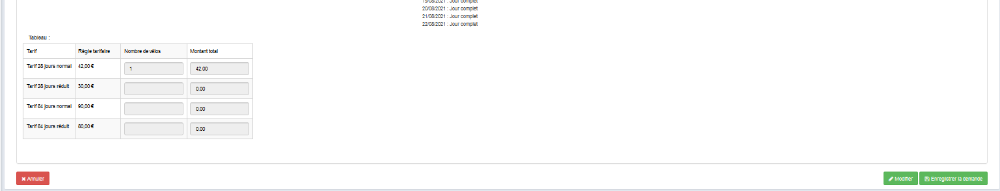 19/08/2021 : Jour complet
20/08/2021 : Jour complet
21/08/2021 : Jour complet
22/08/2021 : Jour complet
Tableau :
Tarif Règle tarifaire Nombre de vélos Montant total
Tarif 28 jours normal 42,00 € 1 42.00
Tarif 28 jours réduit 30,00 € 0.00
Tarif 84 jours normal 90,00 € 0.00
Tarif 84 jours réduit 80,00 € 0.00
Annuler Modifier Enregistrer la demande